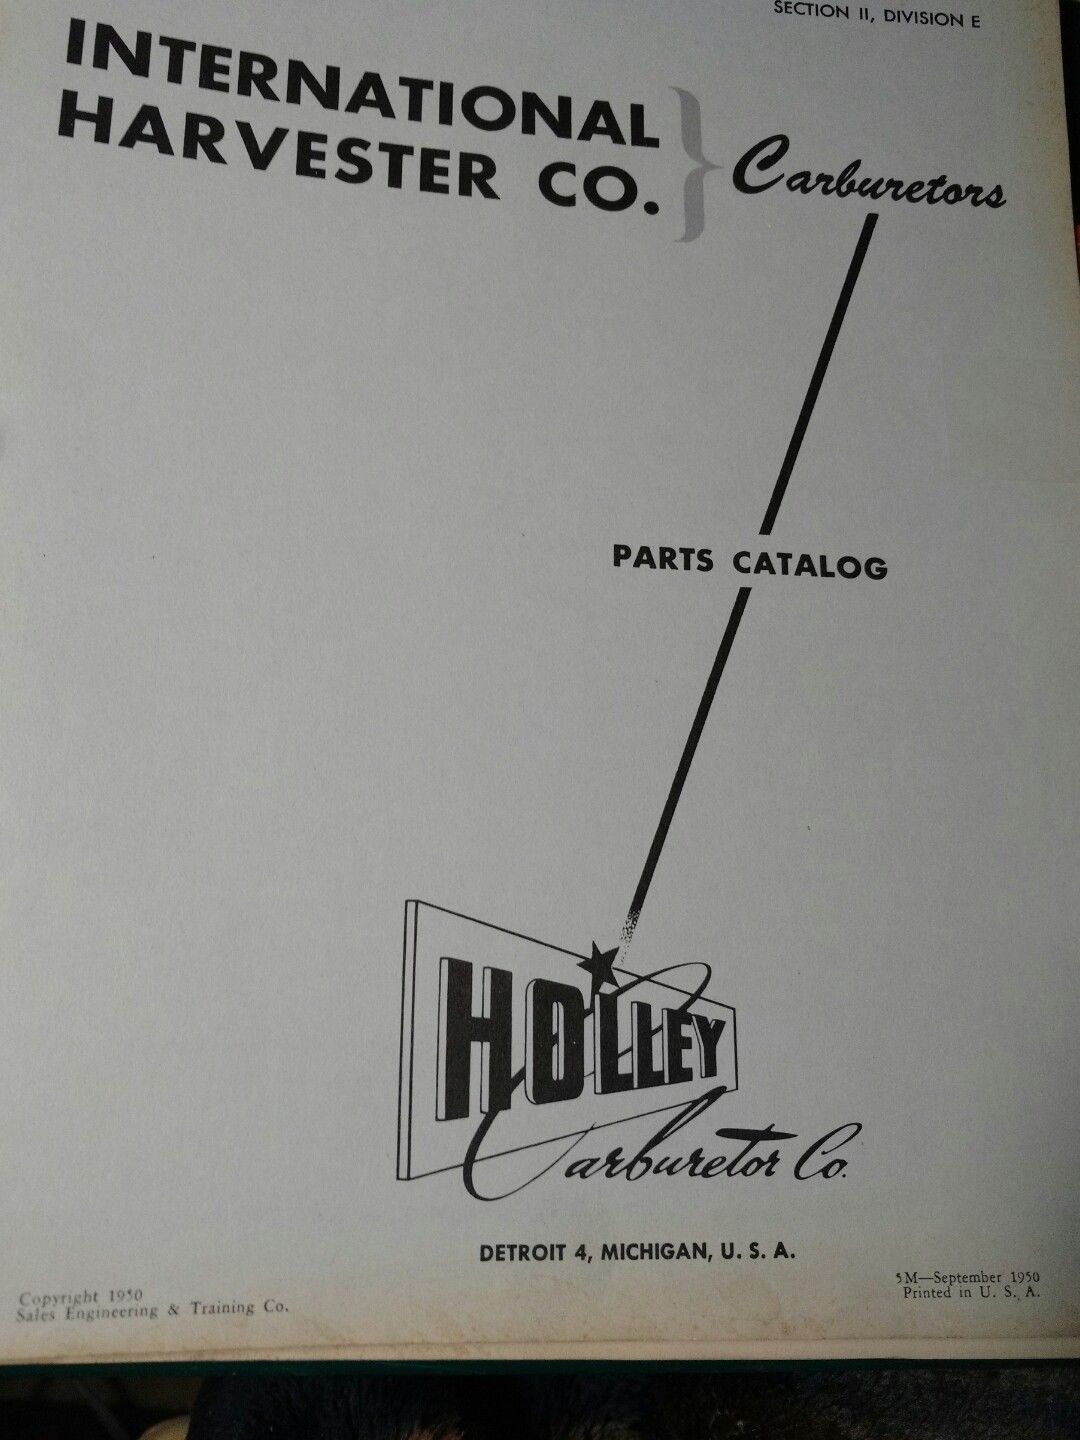 SECTION II, DIVISION E
INTERNATIONAL
HARVESTER CO.
Carburetors
PARTS CATALOG
HOLLEY
Carburetor Co.
DETROIT 4, MICHIGAN, U. S. A.
Copyright 1950
Sales Engineering & Training Co.
5M—September 1950
Printed in U. S. A.